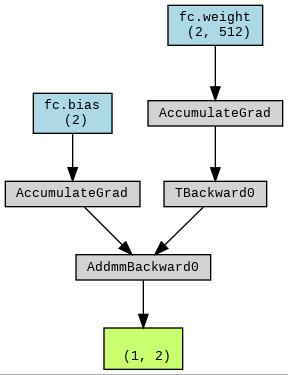 fc.weight
(2, 512)
fc.bias
(2)
AccumulateGrad
AccumulateGrad
TBackward0
AddmmBackward0
(1, 2)